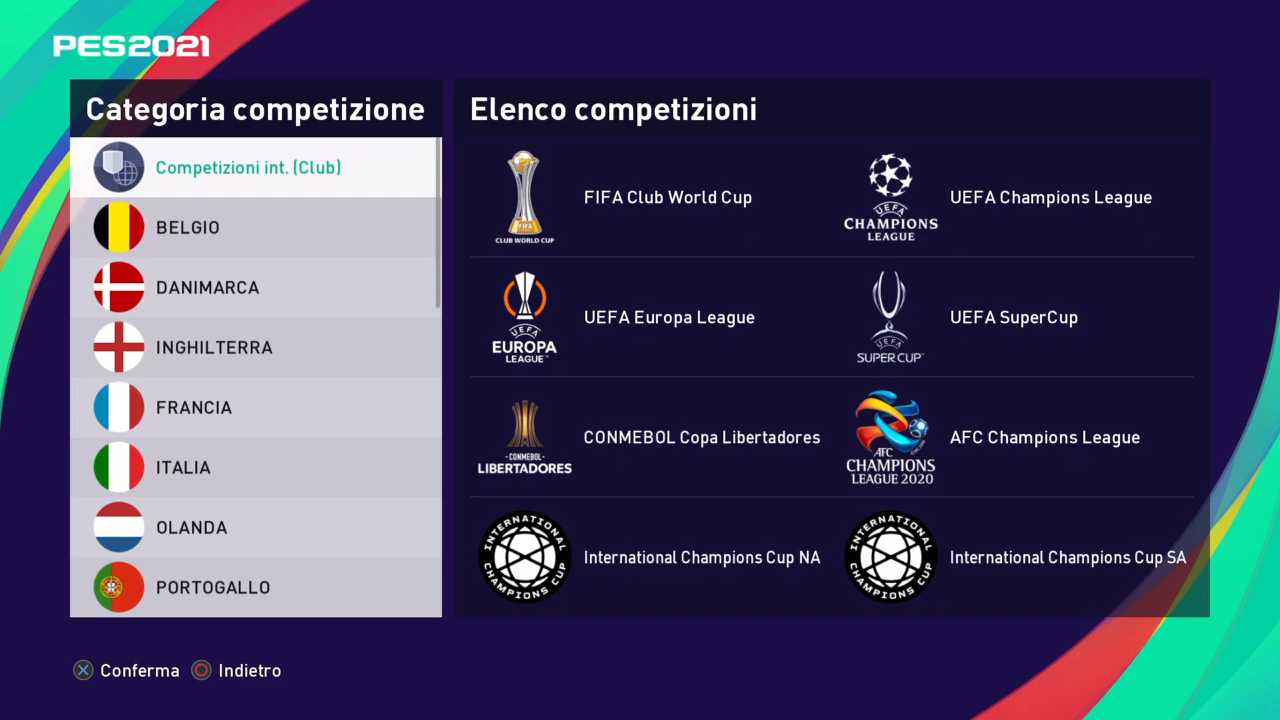 PES2021
Categoria competizione
Competizioni int. (Club)
BELGIO
DANIMARCA
INGHILTERRA
FRANCIA
ITALIA
OLANDA
PORTOGALLO
Elenco competizioni
FIFA
CLUB WORLD CUP
FIFA Club World Cup
UEFA
CHAMPIONS
LEAGUE
UEFA Champions League
UEFA
EUROPA
LEAGUE™
UEFA Europa League
UEFA
SUPER CUP™
UEFA SuperCup
-CONMEBOL-
LIBERTADORES
CONMEBOL Copa Libertadores
AFC
CHAMPIONS
LEAGUE 2020
AFC Champions League
INTERNATIONAL
CHAMPIONS CUP
International Champions Cup NA
INTERNATIONAL
CHAMPIONS CUP
International Champions Cup SA
Conferma
Indietro